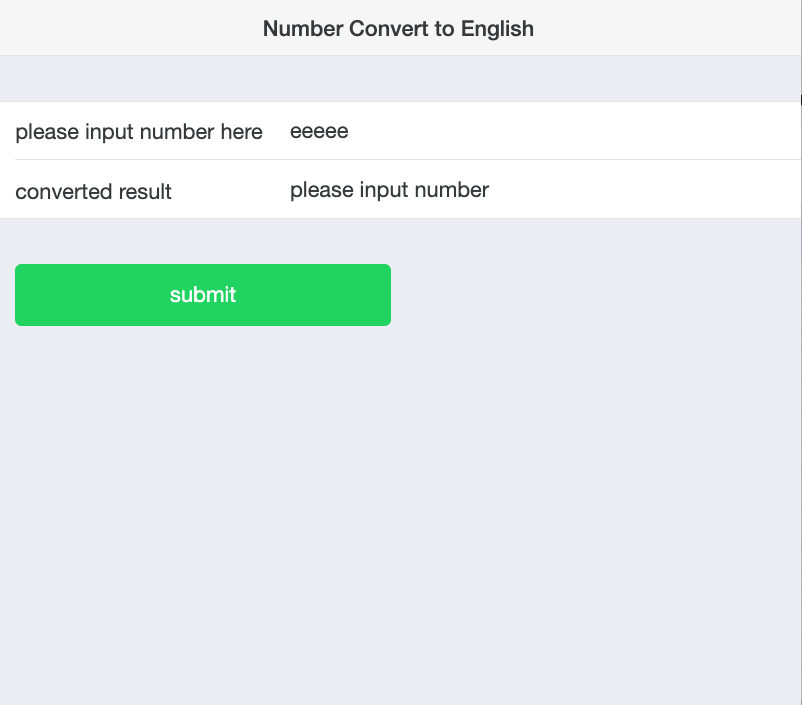 Number Convert to English
please input number here eeeee
converted result please input number
submit